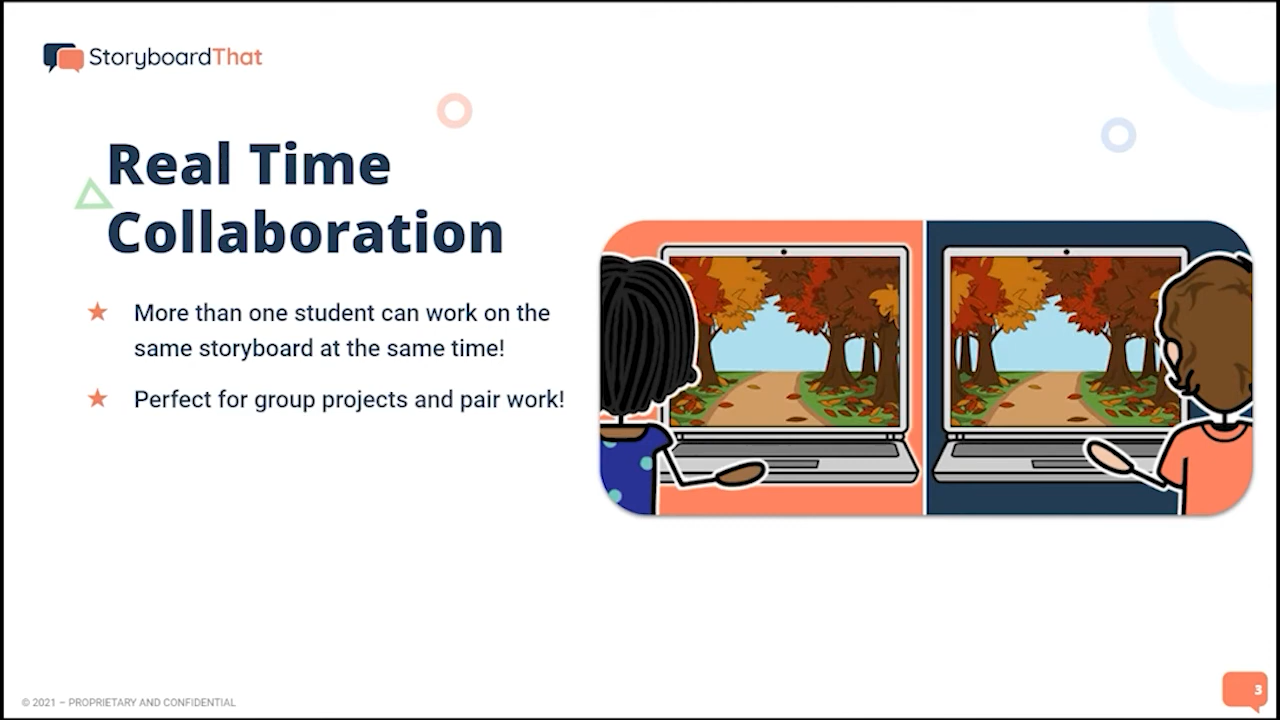 StoryboardThat
Real Time
Collaboration
More than one student can work on the
same storyboard at the same time!
Perfect for group projects and pair work!
© 2021 – PROPRIETARY AND CONFIDENTIAL
3